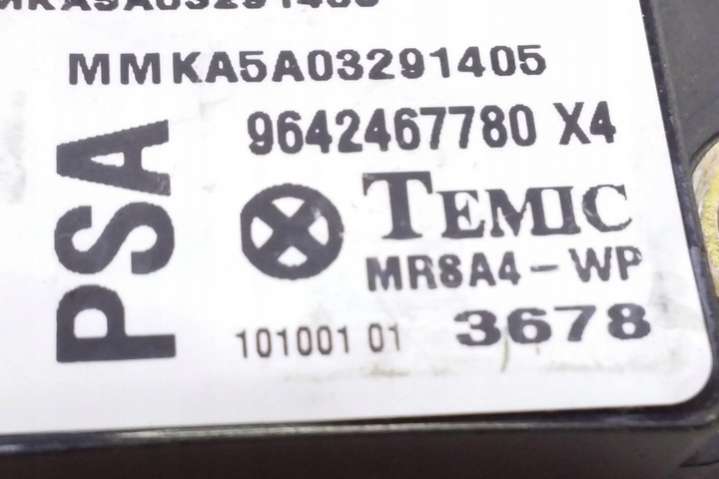 MMKA5A03291405
9642467780 X4
PSA
TEMIC
MR8A4-WP
101001 01 3678